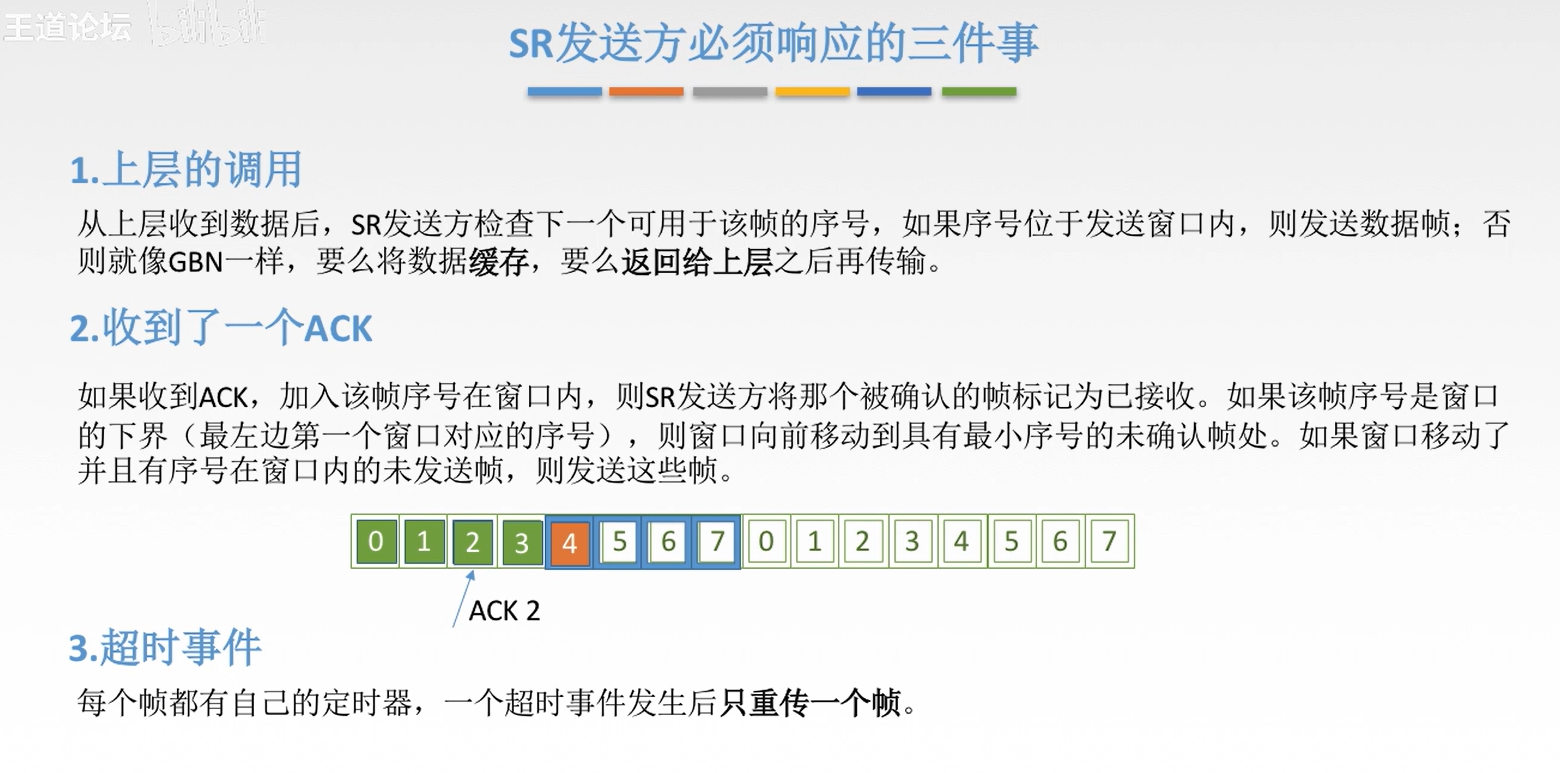 王道论坛 bilibili
SR发送方必须响应的三件事
1.上层的调用
从上层收到数据后，SR发送方检查下一个可用于该帧的序号，如果序号位于发送窗口内，则发送数据帧；否
则就像GBN一样，要么将数据缓存，要么返回给上层之后再传输。
2.收到了一个ACK
如果收到ACK，加入该帧序号在窗口内，则SR发送方将那个被确认的帧标记为已接收。如果该帧序号是窗口
的下界（最左边第一个窗口对应的序号），则窗口向前移动到具有最小序号的未确认帧处。如果窗口移动了
并且有序号在窗口内的未发送帧，则发送这些帧。
0 1 2 3 4 5 6 7 0 1 2 3 4 5 6 7
ACK 2
3.超时事件
每个帧都有自己的定时器，一个超时事件发生后只重传一个帧。